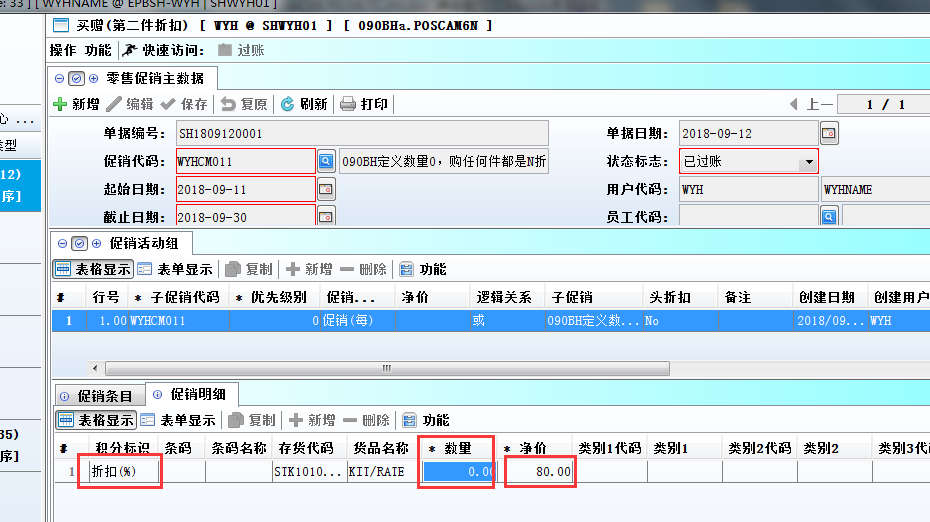 e: 33 ] [ WYHNAME @ EPBSH-WYH | SHWYH01 ]
买赠(第二件折扣) [ WYH @ SHWYH01 ] [ 090BHa.POSCAM6N ]
操作 功能 快速访问: 过账
零售促销主数据
新增 编辑 保存 复原 刷新 打印 上一 1 / 1
单据编号: SH1809120001 单据日期: 2018-09-12
促销代码: WYHCM011 090BH定义数量0，购任何件都是N折 状态标志: 已过账
起始日期: 2018-09-11 用户代码: WYH WYHNAME
截止日期: 2018-09-30 员工代码:
心 ...
类型
12)
序]
促销活动组
表格显示 表单显示 复制 新增 删除 功能
# 行号 * 子促销代码 * 优先级别 促销... 净价 逻辑关系 子促销 头折扣 备注 创建日期 创建用户
1 1.00 WYHCM011 0 促销(每) 或 090BH定义数... No 2018/09... WYH
促销条目 促销明细
表格显示 表单显示 复制 新增 删除 功能
35)
序]
# 积分标识 条码 条码名称 存货代码 货品名称 * 数量 * 净价 类别1代码 类别1 类别2代码 类别2 类别3代
1 折扣(%) STK1010... KIT/RATE 0.00 80.00